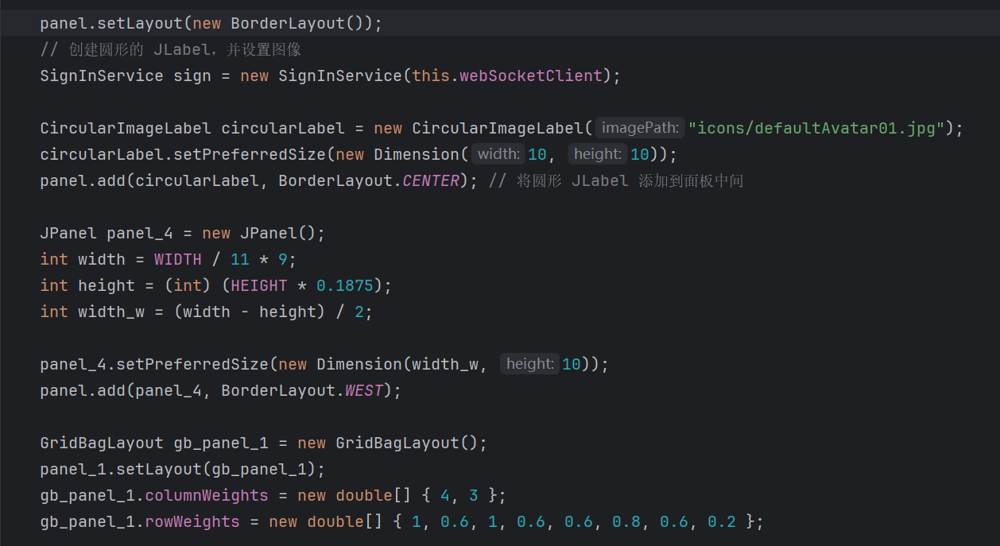 panel.setLayout(new BorderLayout());
// 创建圆形的 JLabel，并设置图像
SignInService sign = new SignInService(this.webSocketClient);
CircularImageLabel circularLabel = new CircularImageLabel( imagePath: "icons/defaultAvatar01.jpg");
circularLabel.setPreferredSize(new Dimension( width: 10, height: 10));
panel.add(circularLabel, BorderLayout.CENTER); // 将圆形 JLabel 添加到面板中间
JPanel panel_4 = new JPanel();
int width = WIDTH / 11 * 9;
int height = (int) (HEIGHT * 0.1875);
int width_w = (width - height) / 2;
panel_4.setPreferredSize(new Dimension(width_w, height: 10));
panel.add(panel_4, BorderLayout.WEST);
GridBagLayout gb_panel_1 = new GridBagLayout();
panel_1.setLayout(gb_panel_1);
gb_panel_1.columnWeights = new double[] { 4, 3 };
gb_panel_1.rowWeights = new double[] { 1, 0.6, 1, 0.6, 0.6, 0.8, 0.6, 0.2 };